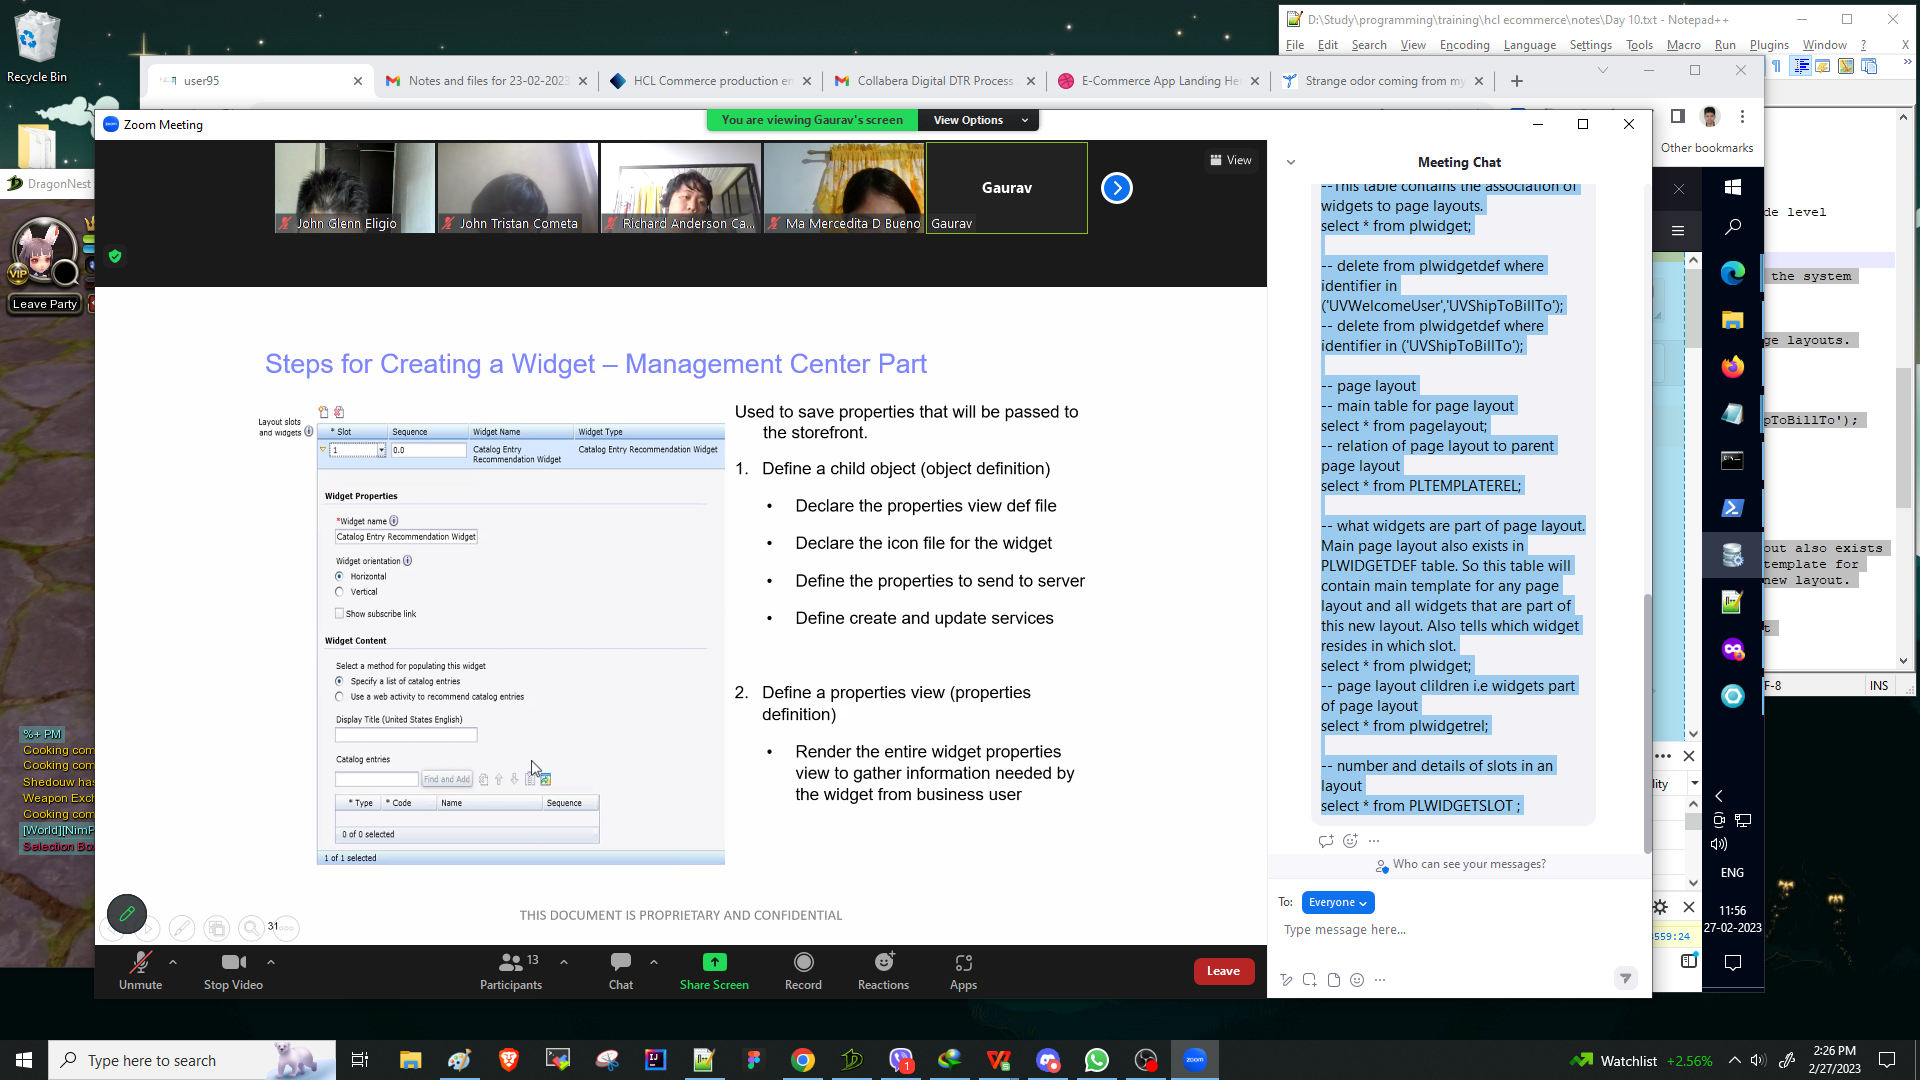 Recycle Bin
D:\Study\programming\training\hcl ecommerce\notes\Day 10.txt - Notepad++
File Edit Search View Encoding Language Settings Tools Macro Run Plugins Window ?
X
user95
Notes and files for 23-02-2023
HCL Commerce production en
Collabera Digital DTR Process
E-Commerce App Landing He
Strange odor coming from my
Other bookmarks
Zoom Meeting
You are viewing Gaurav's screen
View Options
View
John Glenn Eligio
John Tristan Cometa
Richard Anderson Ca...
Ma Mercedita D Bueno
Gaurav
Gaurav
DragonNest
VIP
Leave Party
Steps for Creating a Widget – Management Center Part
Layout slots
and widgets
* Slot
Sequence
Widget Name
Widget Type
1
0.0
Catalog Entry
Recommendation Widget
Catalog Entry Recommendation Widget
Widget Properties
*Widget name
Catalog Entry Recommendation Widget
Widget orientation
Horizontal
Vertical
Show subscribe link
Widget Content
Select a method for populating this widget
Specify a list of catalog entries
Use a web activity to recommend catalog entries
Display Title (United States English)
Catalog entries
Find and Add
* Type
* Code
Name
Sequence
0 of 0 selected
1 of 1 selected
Used to save properties that will be passed to
the storefront.
1. Define a child object (object definition)
• Declare the properties view def file
• Declare the icon file for the widget
• Define the properties to send to server
• Define create and update services
2. Define a properties view (properties
definition)
• Render the entire widget properties
view to gather information needed by
the widget from business user
THIS DOCUMENT IS PROPRIETARY AND CONFIDENTIAL
31
%+ PM
Cooking com
Cooking com
Shedouw has
Weapon Exch
Cooking com
[World][NimF
Selection Bo
Unmute
Stop Video
13
Participants
Chat
Share Screen
Record
Reactions
Apps
Leave
Meeting Chat
--This table contains the association of
widgets to page layouts.
select * from plwidget;
-- delete from plwidgetdef where
identifier in
('UVWelcomeUser','UVShipToBillTo');
-- delete from plwidgetdef where
identifier in ('UVShipToBillTo');
-- page layout
-- main table for page layout
select * from pagelayout;
-- relation of page layout to parent
page layout
select * from PLTEMPLATEREL;
-- what widgets are part of page layout.
Main page layout also exists in
PLWIDGETDEF table. So this table will
contain main template for any page
layout and all widgets that are part of
this new layout. Also tells which widget
resides in which slot.
select * from plwidget;
-- page layout clildren i.e widgets part
of page layout
select * from plwidgetrel;
-- number and details of slots in an
layout
select * from PLWIDGETSLOT ;
Who can see your messages?
To:
Everyone
Type message here...
de level
the system
ge layouts.
pToBillTo');
out also exists
template for
new layout.
t
F-8
INS
lity
559:24
ENG
11:56
27-02-2023
Type here to search
1
Watchlist +2.56%
2:26 PM
2/27/2023